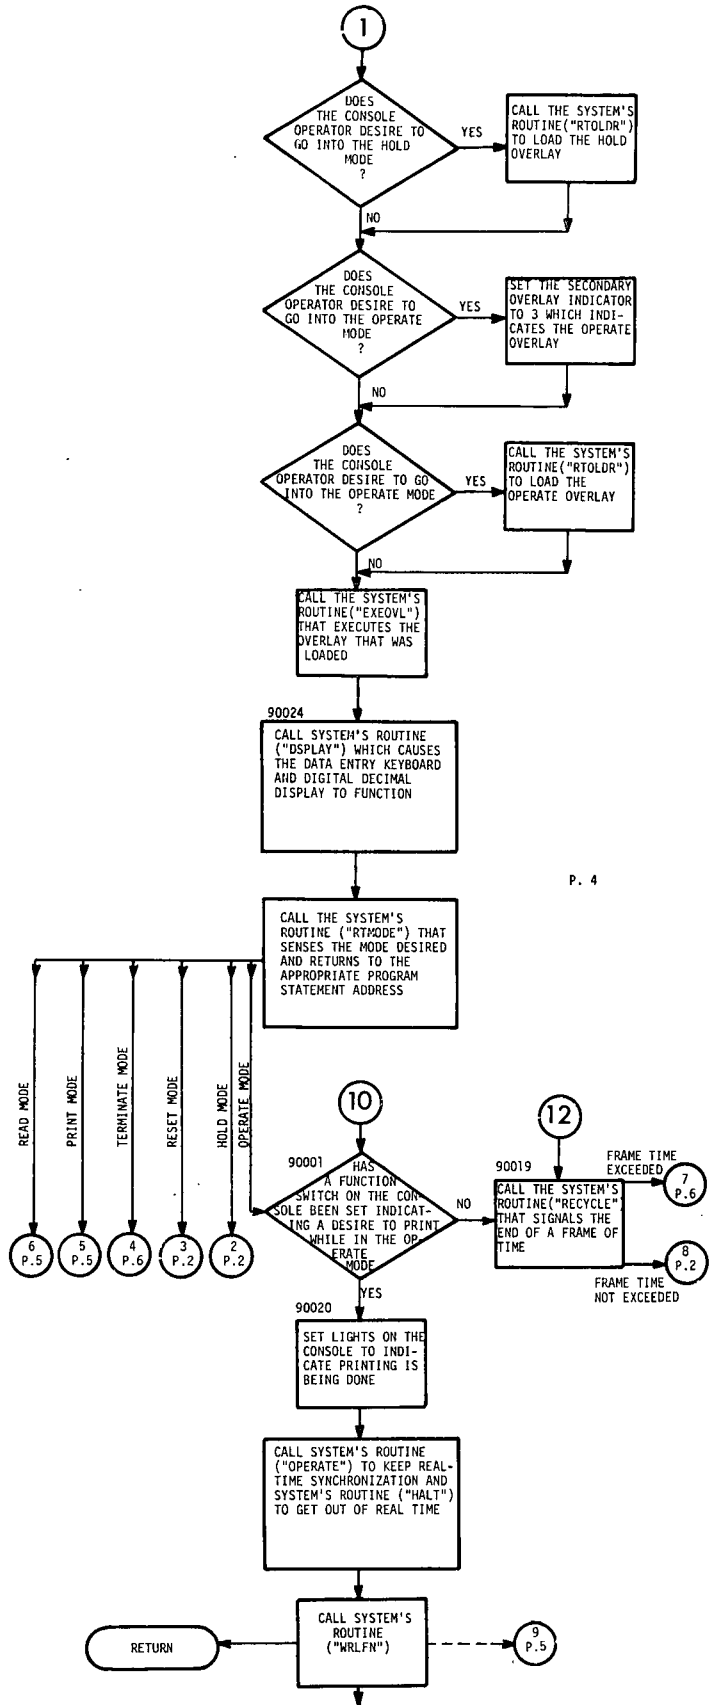 1
DOES
THE CONSOLE
OPERATOR DESIRE TO
GO INTO THE HOLD
MODE
?
YES
CALL THE SYSTEM'S
ROUTINE("RTOLDR")
TO LOAD THE HOLD
OVERLAY
NO
DOES
THE CONSOLE
OPERATOR DESIRE TO
GO INTO THE OPERATE
MODE
?
YES
SET THE SECONDARY
OVERLAY INDICATOR
TO 3 WHICH INDI-
CATES THE OPERATE
OVERLAY
NO
DOES
THE CONSOLE
OPERATOR DESIRE TO GO
INTO THE OPERATE MODE
?
YES
CALL THE SYSTEM'S
ROUTINE("RTOLDR")
TO LOAD THE
OPERATE OVERLAY
NO
CALL THE SYSTEM'S
ROUTINE("EXEOVL")
THAT EXECUTES THE
OVERLAY THAT WAS
LOADED
90024
CALL SYSTEM'S ROUTINE
("DSPLAY") WHICH CAUSES
THE DATA ENTRY KEYBOARD
AND DIGITAL DECIMAL
DISPLAY TO FUNCTION
P. 4
CALL THE SYSTEM'S
ROUTINE ("RTMODE") THAT
SENSES THE MODE DESIRED
AND RETURNS TO THE
APPROPRIATE PROGRAM
STATEMENT ADDRESS
READ MODE
PRINT MODE
TERMINATE MODE
RESET MODE
HOLD MODE
OPERATE MODE
6
P.5
5
P.5
4
P.6
3
P.2
2
P.2
10
90001
HAS
A FUNCTION
SWITCH ON THE CON-
SOLE BEEN SET INDICAT-
ING A DESIRE TO PRINT
WHILE IN THE OP-
ERATE
MODE
NO
12
90019
CALL THE SYSTEM'S
ROUTINE("RECYCLE")
THAT SIGNALS THE
END OF A FRAME OF
TIME
FRAME TIME
EXCEEDED
7
P.6
8
P.2
FRAME TIME
NOT EXCEEDED
YES
90020
SET LIGHTS ON THE
CONSOLE TO INDI-
CATE PRINTING IS
BEING DONE
CALL SYSTEM'S ROUTINE
("OPERATE") TO KEEP REAL-
TIME SYNCHRONIZATION AND
SYSTEM'S ROUTINE ("HALT")
TO GET OUT OF REAL TIME
CALL SYSTEM'S
ROUTINE
("WRLFN")
RETURN
9
P.5